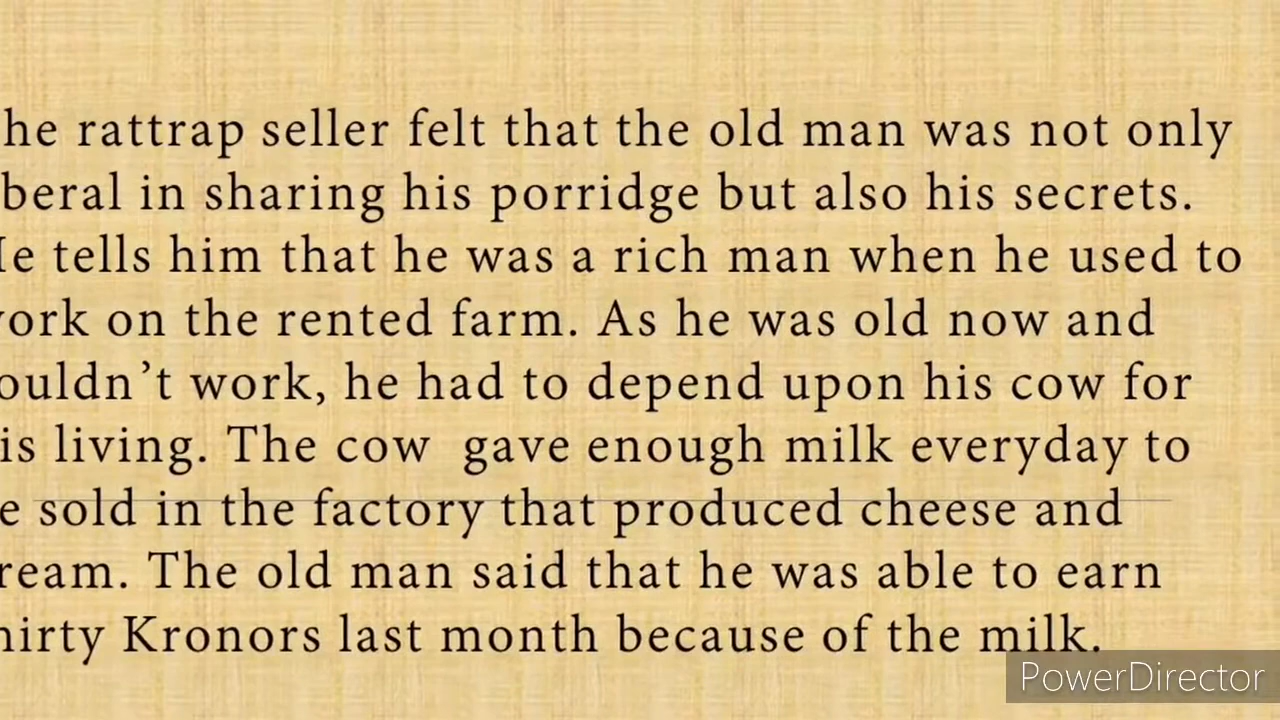 he rattrap seller felt that the old man was not only
beral in sharing his porridge but also his secrets.
He tells him that he was a rich man when he used to
work on the rented farm. As he was old now and
ouldn't work, he had to depend upon his cow for
is living. The cow gave enough milk everyday to
e sold in the factory that produced cheese and
ream. The old man said that he was able to earn
hirty Kronors last month because of the milk.
PowerDirector